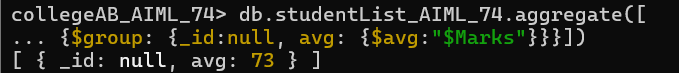 collegeAB_AIML_74> db.studentList_AIML_74.aggregate([
... {$group: {_id:null, avg: {$avg:"$Marks"}}}])
[ { _id: null, avg: 73 } ]